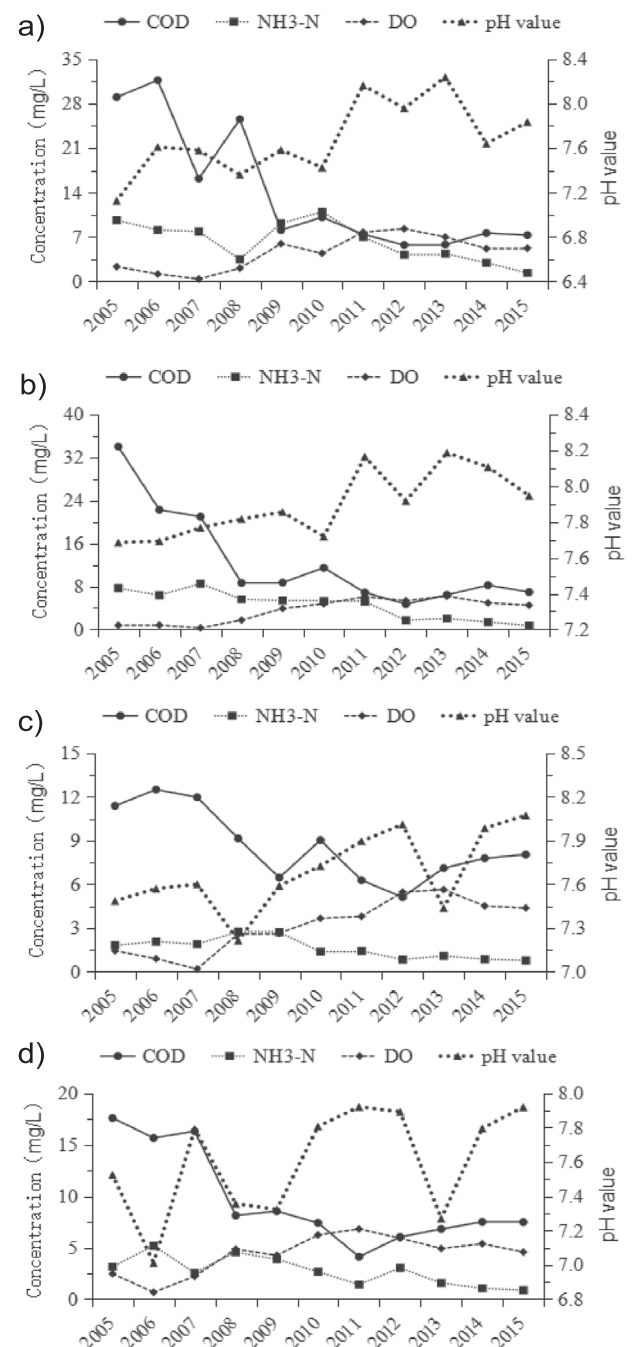 a)
COD NH3-N DO pH value
35 8.4
28 8.0
21 7.6
14 7.2
7 6.8
0 6.4
Concentration (mg/L)
pH value
2005 2006 2007 2008 2009 2010 2011 2012 2013 2014 2015
b)
COD NH3-N DO pH value
40 8.4
32 8.2
8.0
24
7.8
16
7.6
8 7.4
0 7.2
Concentration (mg/L)
pH value
2005 2006 2007 2008 2009 2010 2011 2012 2013 2014 2015
c)
COD NH3-N DO pH value
15 8.5
12 8.2
9 7.9
6 7.6
3 7.3
0 7.0
Concentration (mg/L)
pH value
2005 2006 2007 2008 2009 2010 2011 2012 2013 2014 2015
d)
COD NH3-N DO pH value
20 8.0
7.8
15
7.6
7.4
10
7.2
5
7.0
0 6.8
Concentration (mg/L)
pH value
2005 2006 2007 2008 2009 2010 2011 2012 2013 2014 2015